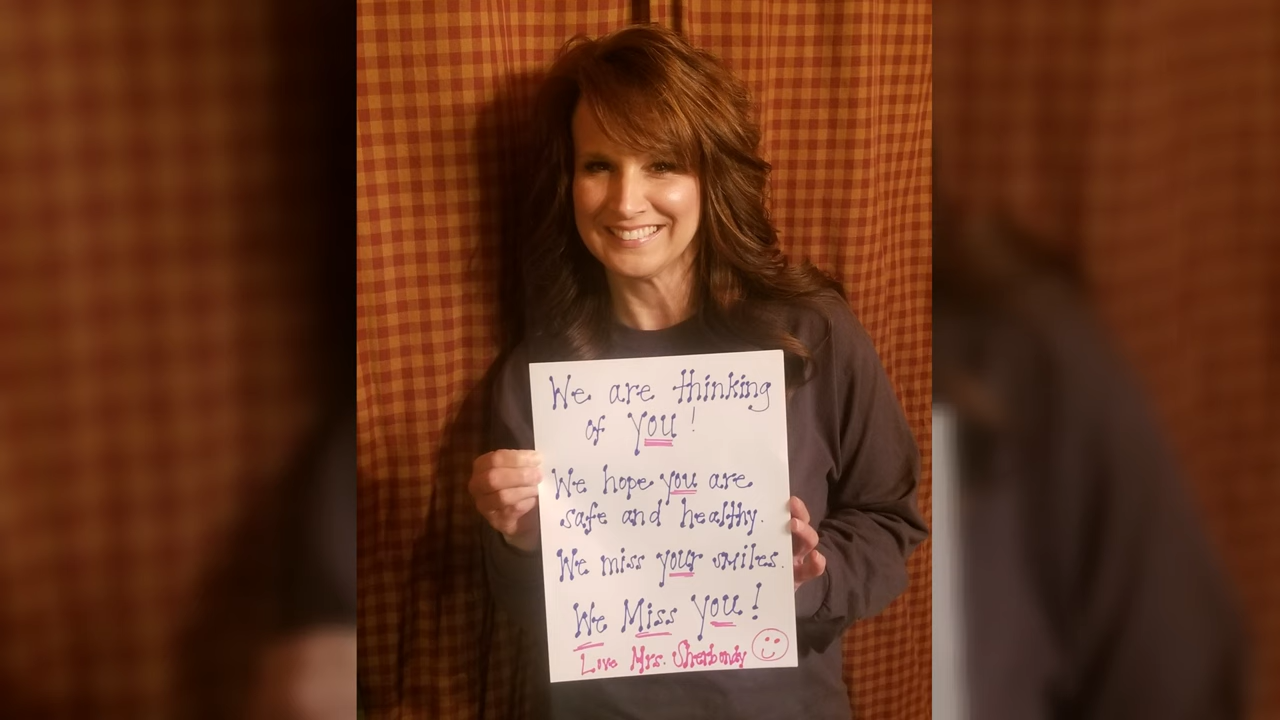 We are thinking
of you!
We hope you are
safe and healthy.
We miss your smiles.
We Miss you!
Love Mrs. Sherbondy